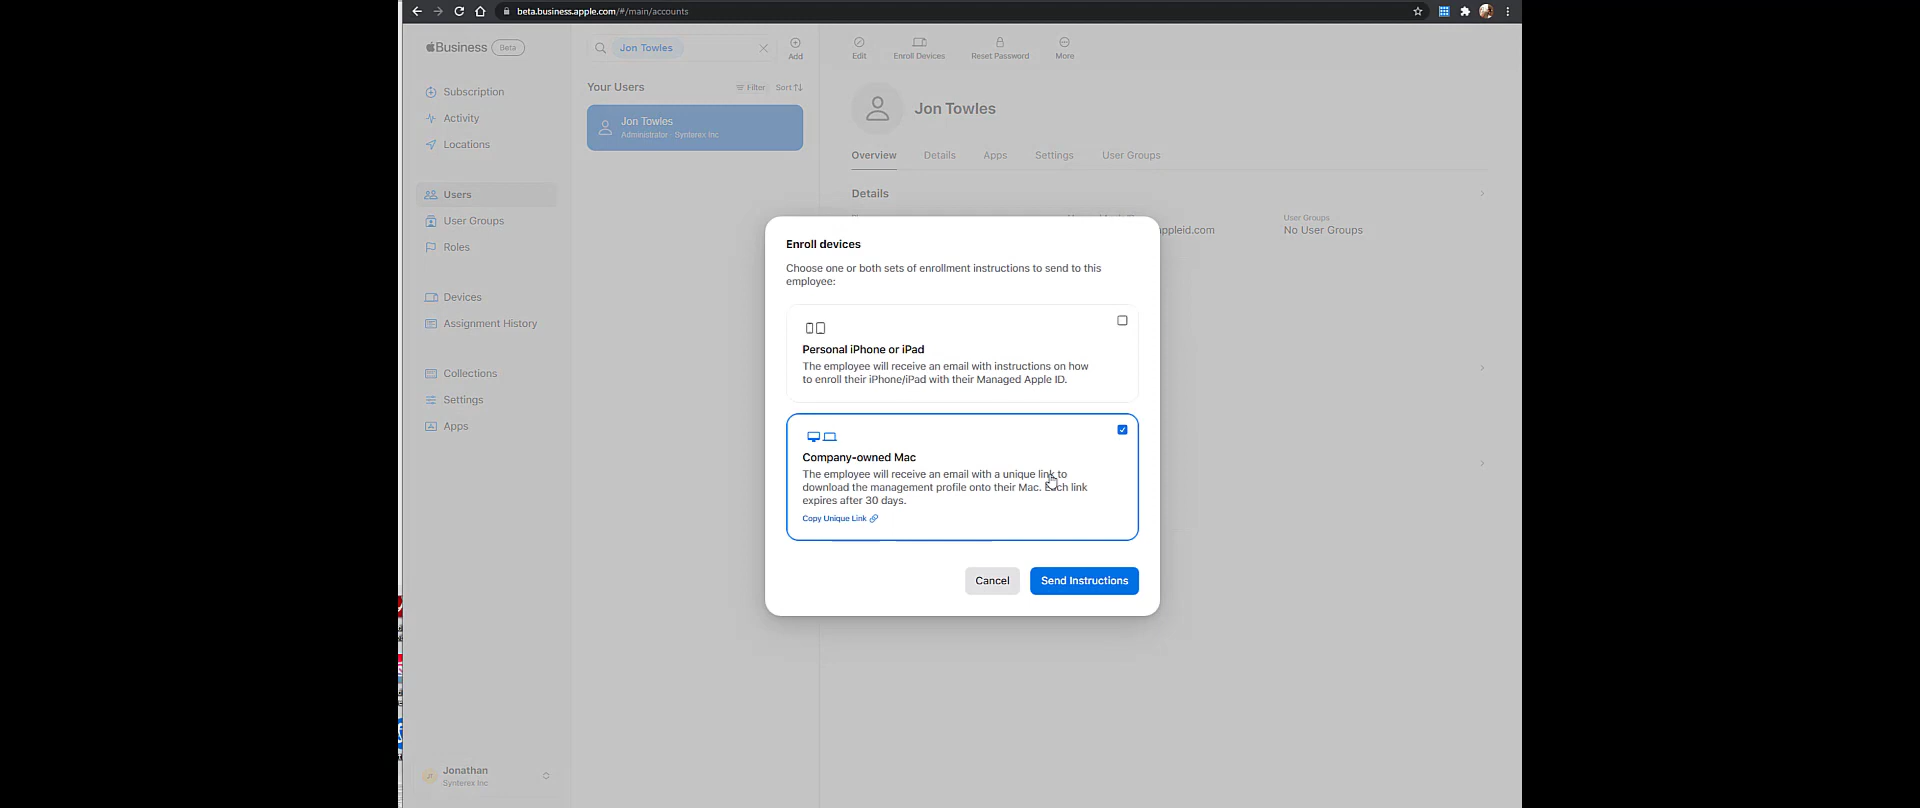 beta.business.apple.com/#/main/accounts
Business Beta
Subscription
Activity
Locations
Users
User Groups
Roles
Devices
Assignment History
Collections
Settings
Apps
Jonathan
Synterex Inc
Jon Towles
Add
Your Users
Filter
Sort
Jon Towles
Administrator · Synterex Inc
Edit
Enroll Devices
Reset Password
More
Jon Towles
Overview
Details
Apps
Settings
User Groups
Details
appleid.com
User Groups
No User Groups
Enroll devices
Choose one or both sets of enrollment instructions to send to this
employee:
Personal iPhone or iPad
The employee will receive an email with instructions on how
to enroll their iPhone/iPad with their Managed Apple ID.
Company-owned Mac
The employee will receive an email with a unique link to
download the management profile onto their Mac. Each link
expires after 30 days.
Copy Unique Link
Cancel
Send Instructions